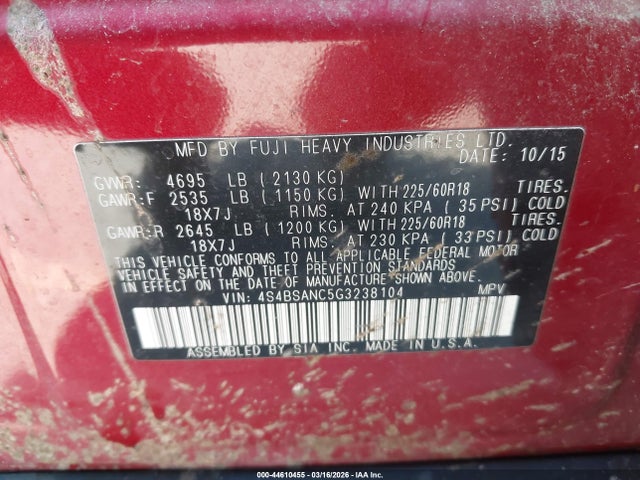 MFD BY FUJI HEAVY INDUSTRIES LTD.
DATE: 10/15
GVWR: 4695 LB (2130 KG)
GAWR:F 2535 LB (1150 KG) WITH 225/60R18 TIRES.
18X7J RIMS. AT 240 KPA (35 PSI) COLD
GAWR:R 2645 LB (1200 KG) WITH 225/60R18 TIRES.
18X7J RIMS. AT 230 KPA (33 PSI) COLD
THIS VEHICLE CONFORMS TO ALL APPLICABLE FEDERAL MOTOR
VEHICLE SAFETY AND THEFT PREVENTION STANDARDS
IN EFFECT ON THE DATE OF MANUFACTURE SHOWN ABOVE.
VIN: 4S4BSANC5G3238104 MPV
ASSEMBLED BY SIA INC. MADE IN U.S.A.
000-44610455 | 03/16/2026 | IAA Inc.